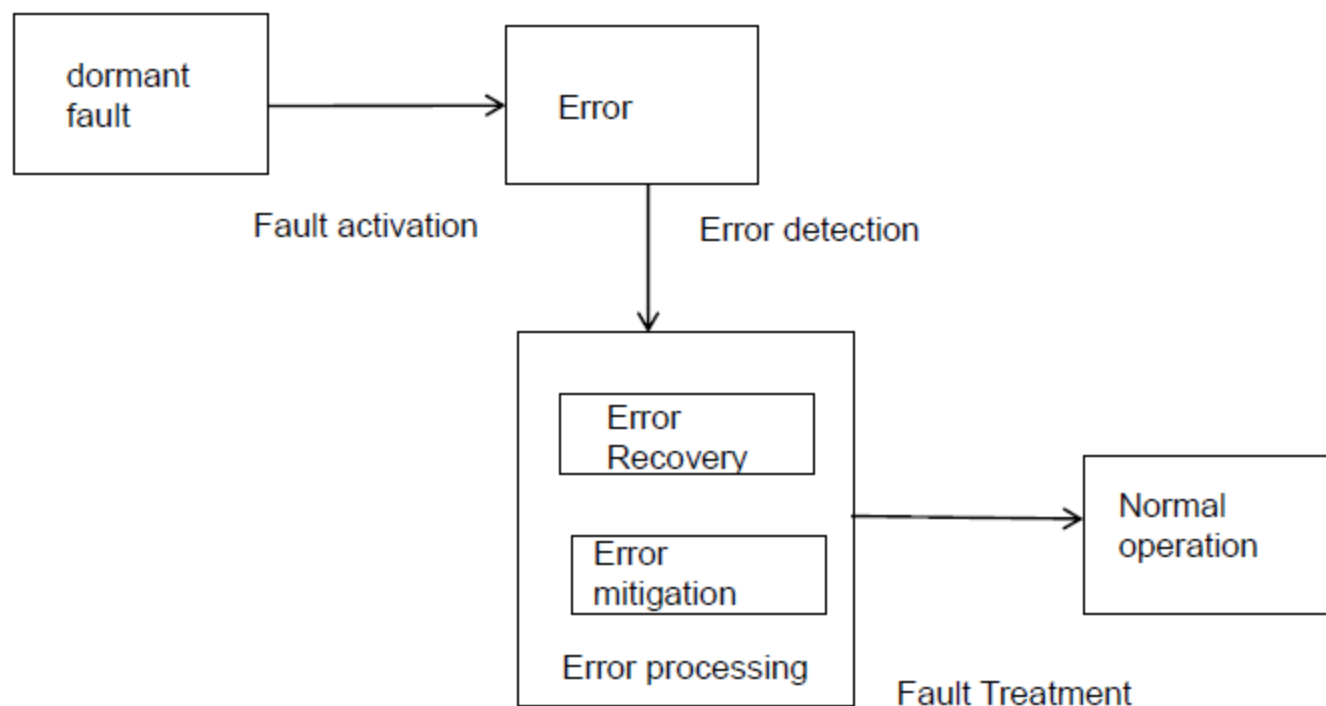 dormant
fault
Error
Fault activation
Error detection
Error
Recovery
Error
mitigation
Error processing
Normal
operation
Fault Treatment